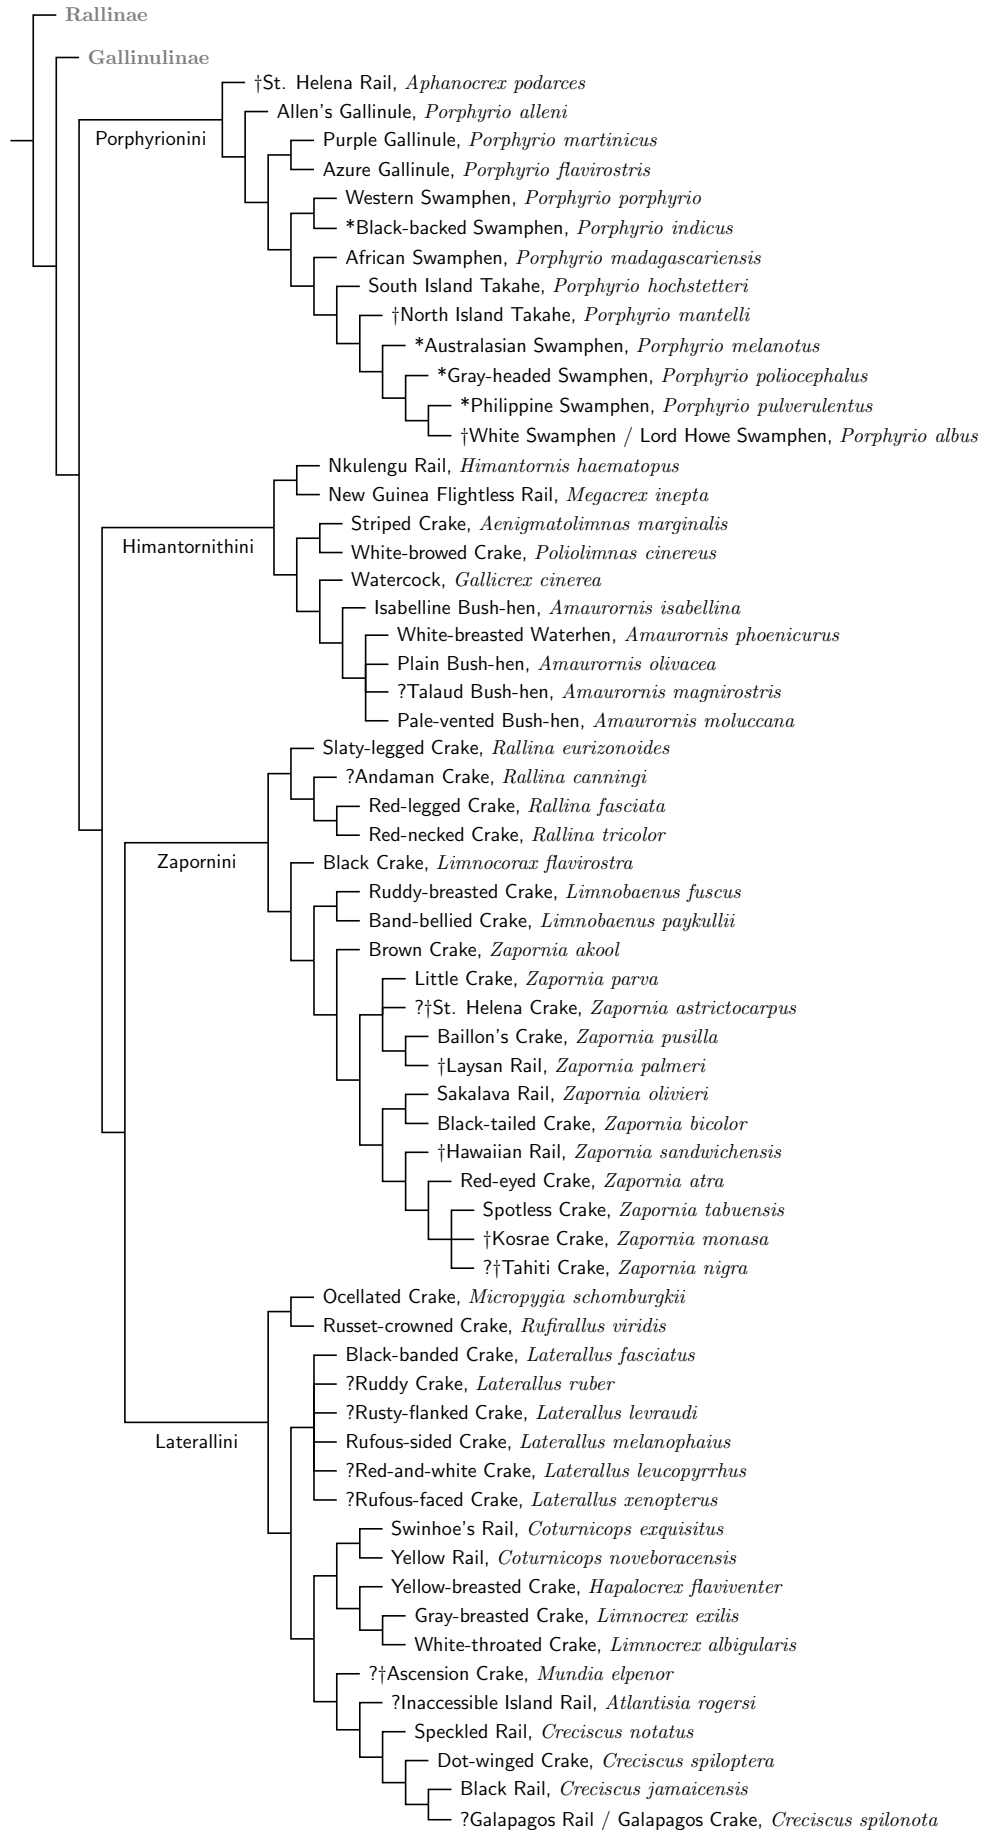 Rallinae
Gallinulinae
†St. Helena Rail, Aphanocrex podarces
Allen's Gallinule, Porphyrio alleni
Porphyrionini
Purple Gallinule, Porphyrio martinicus
Azure Gallinule, Porphyrio flavirostris
Western Swamphen, Porphyrio porphyrio
*Black-backed Swamphen, Porphyrio indicus
African Swamphen, Porphyrio madagascariensis
South Island Takahe, Porphyrio hochstetteri
†North Island Takahe, Porphyrio mantelli
*Australasian Swamphen, Porphyrio melanotus
*Gray-headed Swamphen, Porphyrio poliocephalus
*Philippine Swamphen, Porphyrio pulverulentus
†White Swamphen / Lord Howe Swamphen, Porphyrio albus
Nkulengu Rail, Himantornis haematopus
New Guinea Flightless Rail, Megacrex inepta
Striped Crake, Aenigmatolimnas marginalis
Himantornithini
White-browed Crake, Poliolimnas cinereus
Watercock, Gallicrex cinerea
Isabelline Bush-hen, Amaurornis isabellina
White-breasted Waterhen, Amaurornis phoenicurus
Plain Bush-hen, Amaurornis olivacea
?Talaud Bush-hen, Amaurornis magnirostris
Pale-vented Bush-hen, Amaurornis moluccana
Slaty-legged Crake, Rallina eurizonoides
?Andaman Crake, Rallina canningi
Red-legged Crake, Rallina fasciata
Red-necked Crake, Rallina tricolor
Zapornini
Black Crake, Limnocorax flavirostra
Ruddy-breasted Crake, Limnobaenus fuscus
Band-bellied Crake, Limnobaenus paykullii
Brown Crake, Zapornia akool
Little Crake, Zapornia parva
?†St. Helena Crake, Zapornia astrictocarpus
Baillon's Crake, Zapornia pusilla
†Laysan Rail, Zapornia palmeri
Sakalava Rail, Zapornia olivieri
Black-tailed Crake, Zapornia bicolor
†Hawaiian Rail, Zapornia sandwichensis
Red-eyed Crake, Zapornia atra
Spotless Crake, Zapornia tabuensis
†Kosrae Crake, Zapornia monasa
?†Tahiti Crake, Zapornia nigra
Ocellated Crake, Micropygia schomburgkii
Russet-crowned Crake, Rufirallus viridis
Black-banded Crake, Laterallus fasciatus
?Ruddy Crake, Laterallus ruber
?Rusty-flanked Crake, Laterallus levraudi
Laterallini
Rufous-sided Crake, Laterallus melanophaius
?Red-and-white Crake, Laterallus leucopyrrhus
?Rufous-faced Crake, Laterallus xenopterus
Swinhoe's Rail, Coturnicops exquisitus
Yellow Rail, Coturnicops noveboracensis
Yellow-breasted Crake, Hapalocrex flaviventer
Gray-breasted Crake, Limnocrex exilis
White-throated Crake, Limnocrex albigularis
?†Ascension Crake, Mundia elpenor
?Inaccessible Island Rail, Atlantisia rogersi
Speckled Rail, Creciscus notatus
Dot-winged Crake, Creciscus spiloptera
Black Rail, Creciscus jamaicensis
?Galapagos Rail / Galapagos Crake, Creciscus spilonota